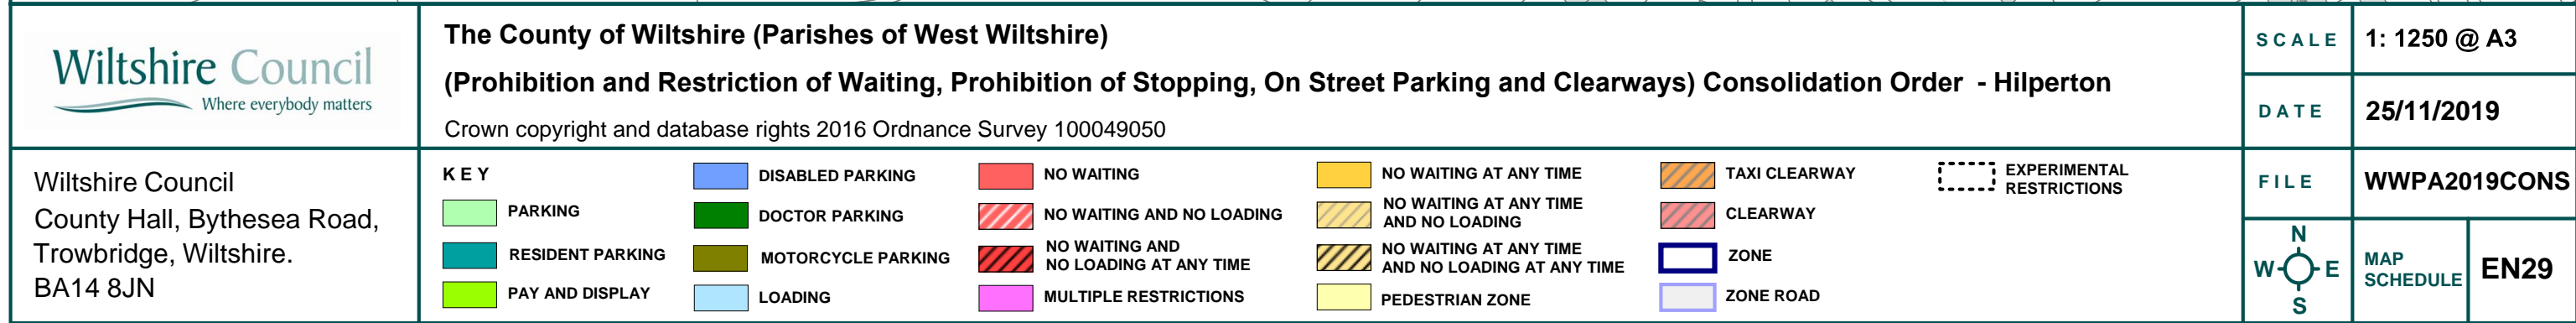 Wiltshire Council
Where everybody matters
The County of Wiltshire (Parishes of West Wiltshire)
(Prohibition and Restriction of Waiting, Prohibition of Stopping, On Street Parking and Clearways) Consolidation Order - Hilperton
Crown copyright and database rights 2016 Ordnance Survey 100049050
SCALE
1: 1250 @ A3
DATE
25/11/2019
Wiltshire Council
County Hall, Bythesea Road,
Trowbridge, Wiltshire.
BA14 8JN
KEY
PARKING
RESIDENT PARKING
PAY AND DISPLAY
DISABLED PARKING
DOCTOR PARKING
MOTORCYCLE PARKING
LOADING
NO WAITING
NO WAITING AND NO LOADING
NO WAITING AND
NO LOADING AT ANY TIME
MULTIPLE RESTRICTIONS
NO WAITING AT ANY TIME
NO WAITING AT ANY TIME
AND NO LOADING
NO WAITING AT ANY TIME
AND NO LOADING AT ANY TIME
PEDESTRIAN ZONE
TAXI CLEARWAY
CLEARWAY
ZONE
ZONE ROAD
EXPERIMENTAL
RESTRICTIONS
FILE
WWPA2019CONS
N
W E
S
MAP
SCHEDULE
EN29